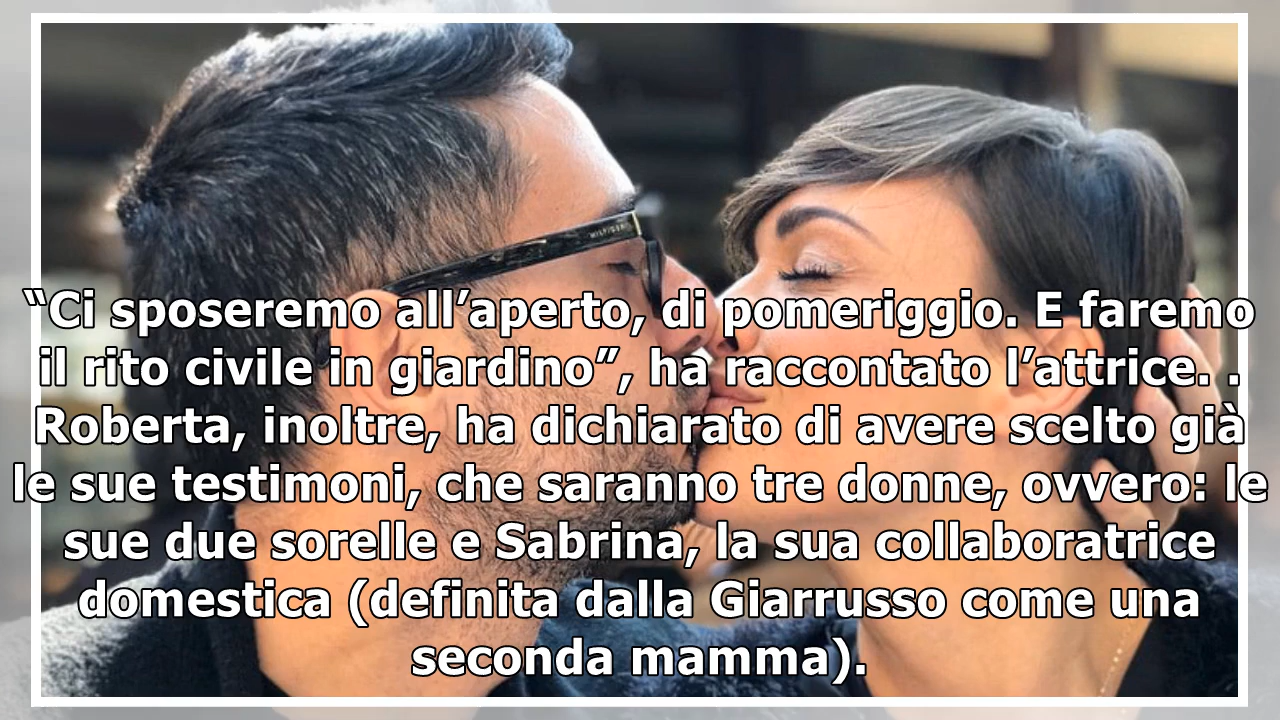 HILFIGER
“Ci sposeremo all’aperto, di pomeriggio. E faremo
il rito civile in giardino”, ha raccontato l’attrice. .
Roberta, inoltre, ha dichiarato di avere scelto già
le sue testimoni, che saranno tre donne, ovvero: le
sue due sorelle e Sabrina, la sua collaboratrice
domestica (definita dalla Giarrusso come una
seconda mamma).